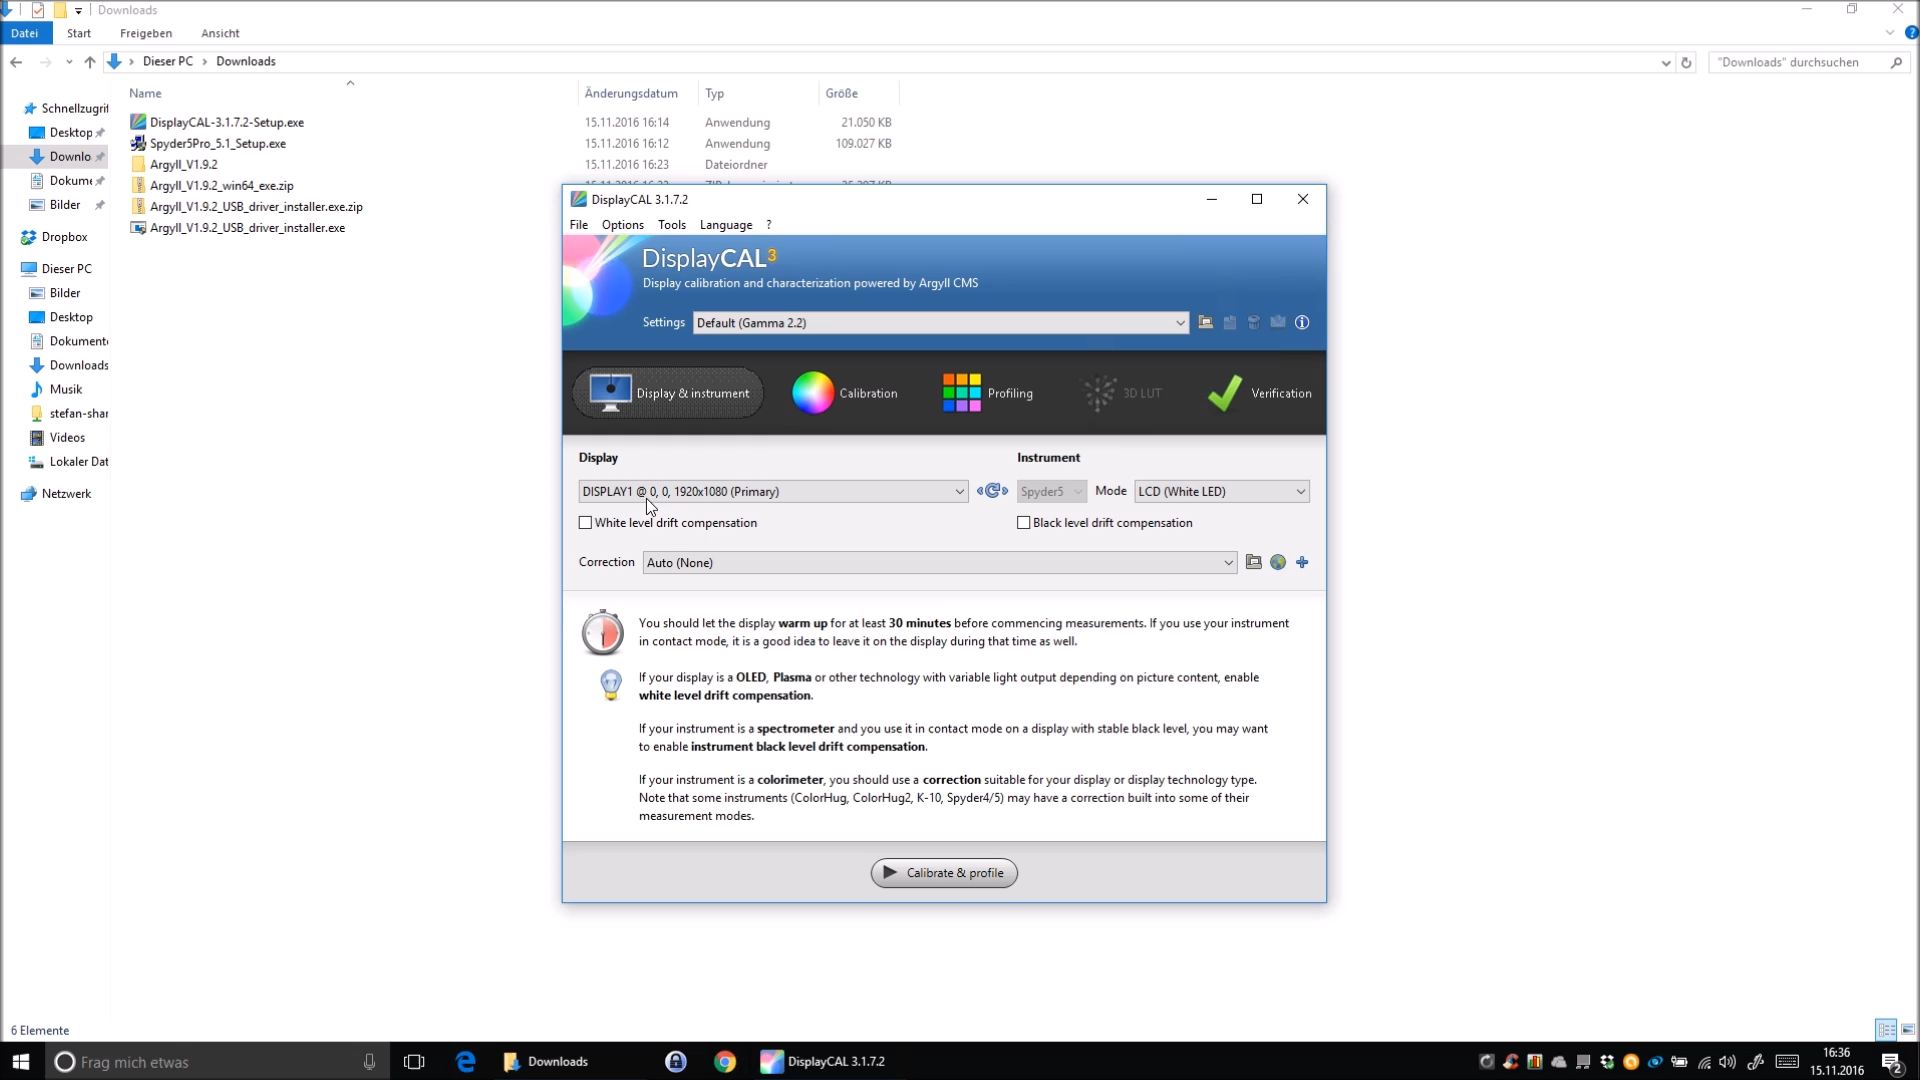 Downloads
Datei Start Freigeben Ansicht
Dieser PC Downloads "Downloads" durchsuchen
Name Änderungsdatum Typ Größe
DisplayCAL-3.1.7.2-Setup.exe 15.11.2016 16:14 Anwendung 21.050 KB
Spyder5Pro_5.1_Setup.exe 15.11.2016 16:12 Anwendung 109.027 KB
Argyll_V1.9.2 15.11.2016 16:23 Dateiordner
Argyll_V1.9.2_win64_exe.zip
Argyll_V1.9.2_USB_driver_installer.exe.zip
Argyll_V1.9.2_USB_driver_installer.exe
Schnellzugrif
Desktop
Downlo
Dokume
Bilder
Dropbox
Dieser PC
Bilder
Desktop
Dokument
Downloads
Musik
stefan-shar
Videos
Lokaler Dat
Netzwerk
6 Elemente
DisplayCAL 3.1.7.2
File Options Tools Language ?
DisplayCAL3
Display calibration and characterization powered by Argyll CMS
Settings Default (Gamma 2.2)
Display & instrument Calibration Profiling 3D LUT Verification
Display Instrument
DISPLAY1 @ 0, 0, 1920x1080 (Primary) Spyder5 Mode LCD (White LED)
White level drift compensation Black level drift compensation
Correction Auto (None)
You should let the display warm up for at least 30 minutes before commencing measurements. If you use your instrument
in contact mode, it is a good idea to leave it on the display during that time as well.
If your display is a OLED, Plasma or other technology with variable light output depending on picture content, enable
white level drift compensation.
If your instrument is a spectrometer and you use it in contact mode on a display with stable black level, you may want
to enable instrument black level drift compensation.
If your instrument is a colorimeter, you should use a correction suitable for your display or display technology type.
Note that some instruments (ColorHug, ColorHug2, K-10, Spyder4/5) may have a correction built into some of their
measurement modes.
Calibrate & profile
Frag mich etwas Downloads DisplayCAL 3.1.7.2
16:36
15.11.2016
2